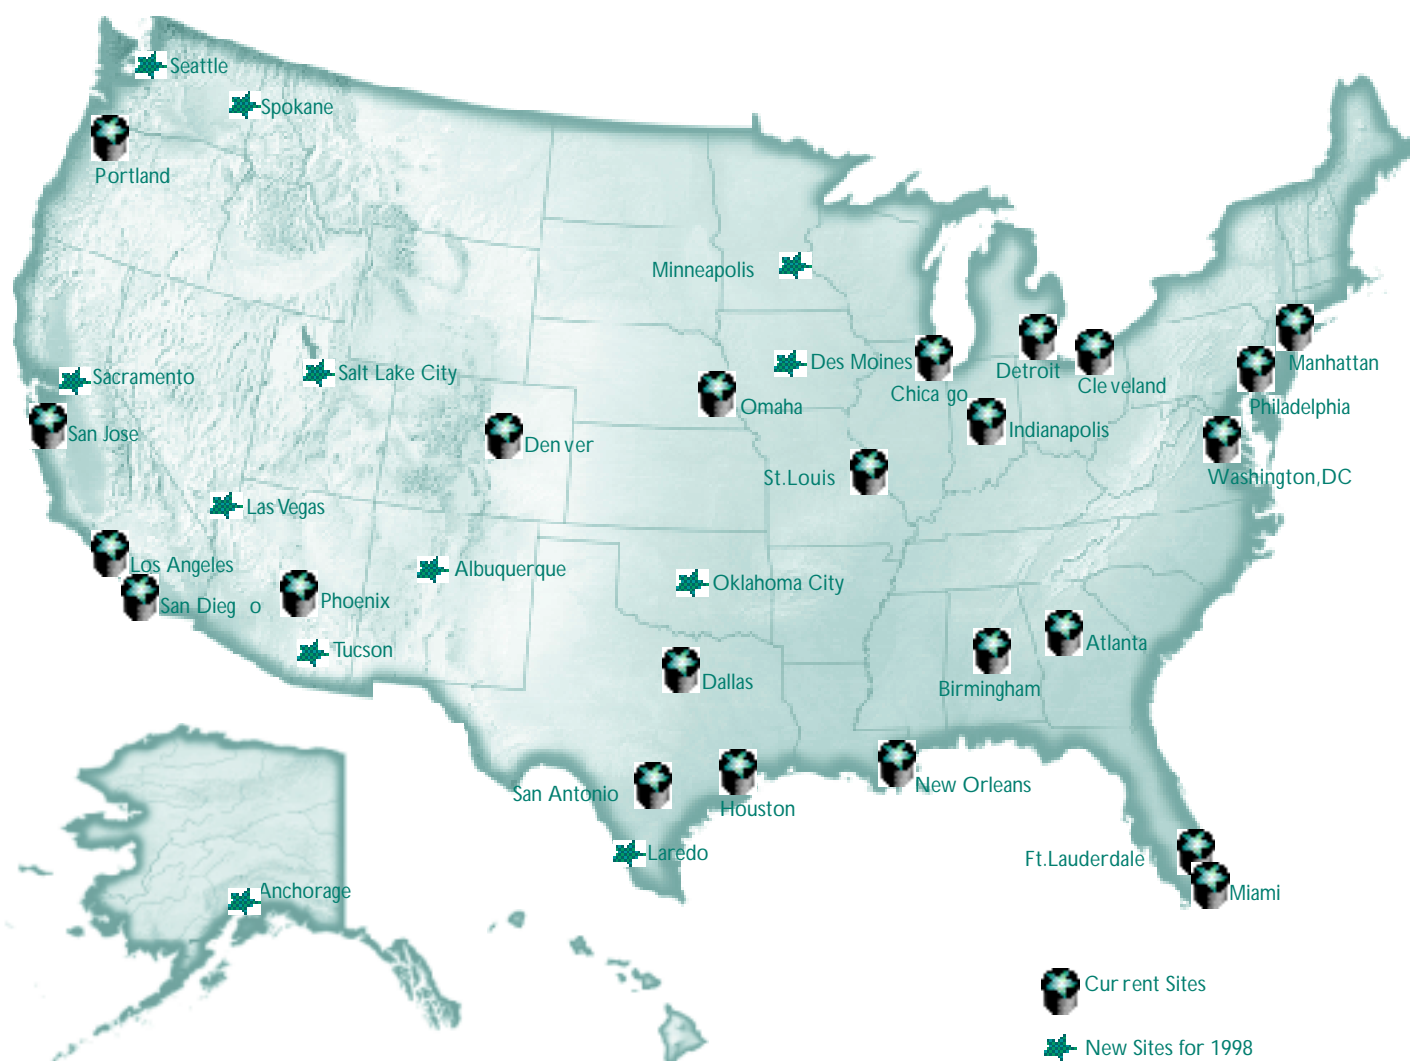 Seattle
Spokane
Portland
Minneapolis
Sacramento
Salt Lake City
Des Moines
Chicago
Detroit
Cleveland
Manhattan
Philadelphia
Omaha
Indianapolis
San Jose
Denver
St.Louis
Washington,DC
Las Vegas
Los Angeles
Albuquerque
Oklahoma City
San Diego
Phoenix
Tucson
Dallas
Atlanta
Birmingham
San Antonio
Houston
New Orleans
Laredo
Ft.Lauderdale
Miami
Anchorage
Current Sites
New Sites for 1998